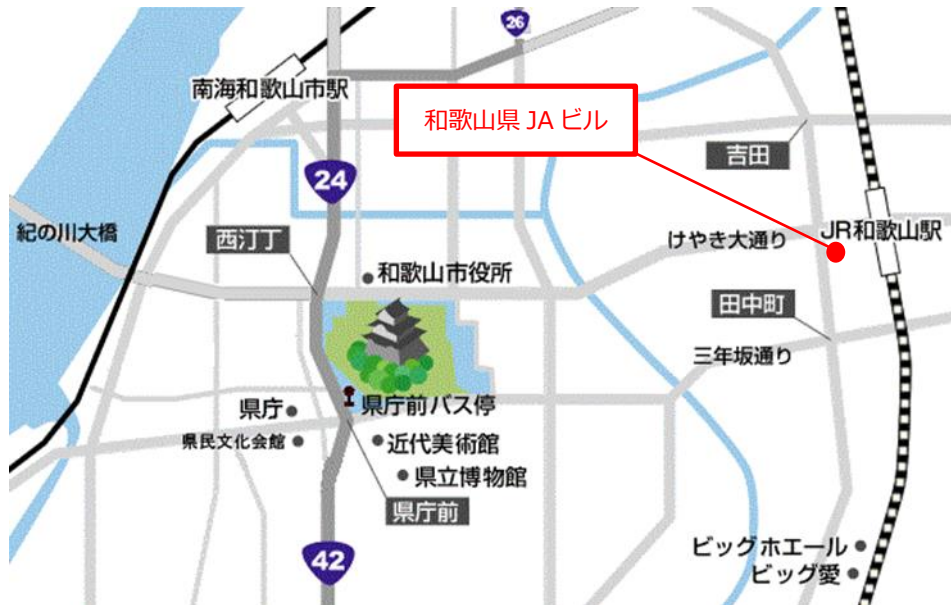 26
南海和歌山市駅
和歌山県 JA ビル
吉田
24
紀の川大橋
西汀丁
けやき大通り
JR和歌山駅
和歌山市役所
田中町
三年坂通り
県庁前バス停
県庁
県民文化会館
近代美術館
県立博物館
県庁前
42
ビッグホエール
ビッグ愛